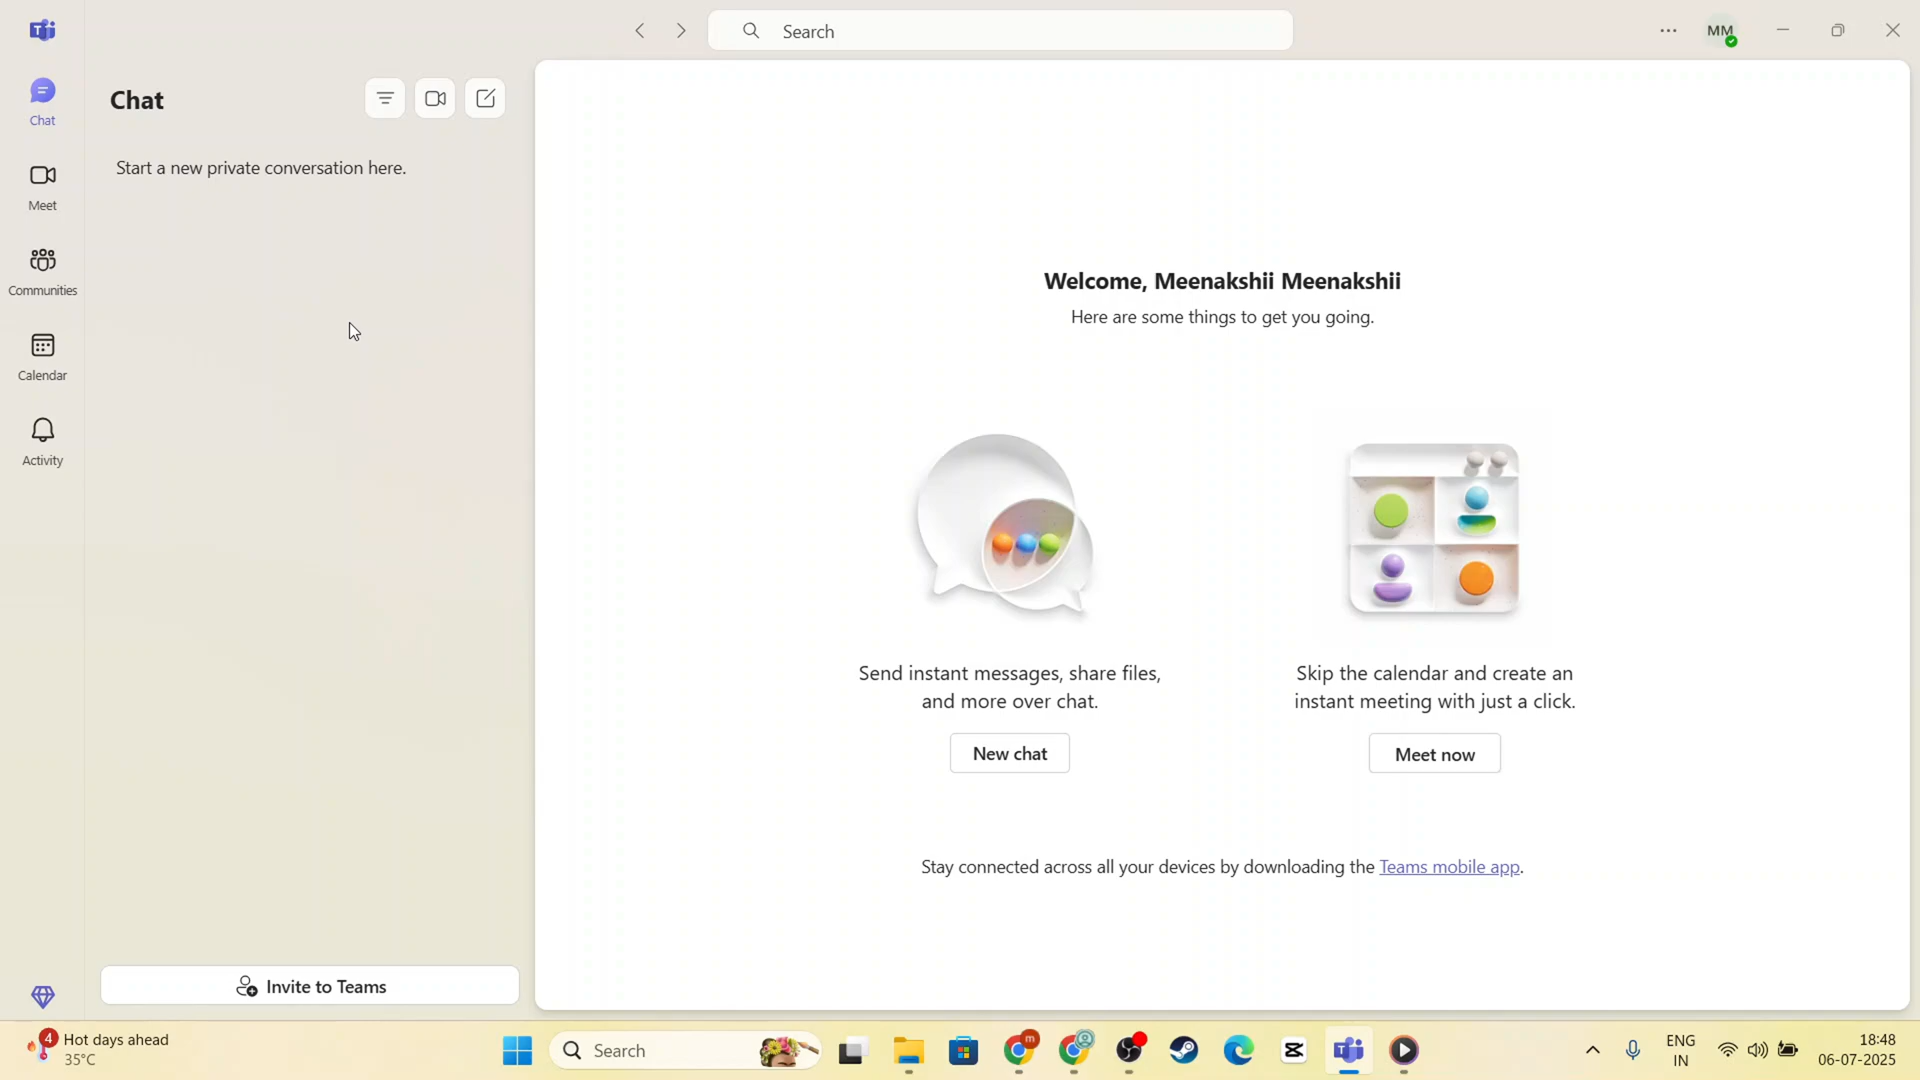 Search
MM
Chat
Chat
Start a new private conversation here.
Meet
Communities
Calendar
Activity
Welcome, Meenakshii Meenakshii
Here are some things to get you going.
Send instant messages, share files,
and more over chat.
New chat
Skip the calendar and create an
instant meeting with just a click.
Meet now
Stay connected across all your devices by downloading the Teams mobile app.
Invite to Teams
4
Hot days ahead
35°C
Search
m
ENG
IN
18:48
06-07-2025